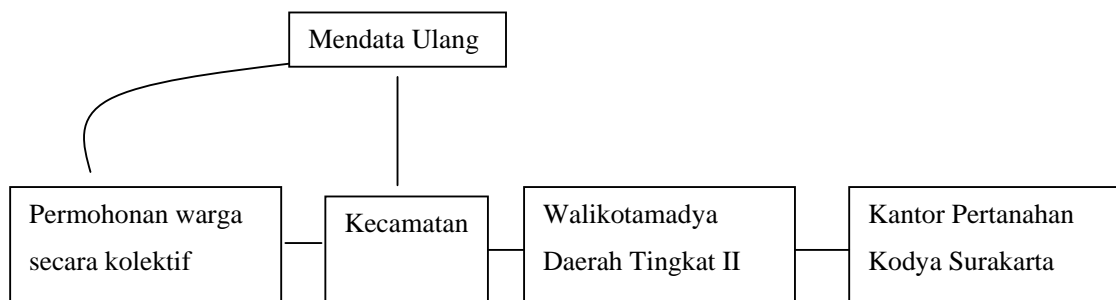 Mendata Ulang
Permohonan warga
secara kolektif
Kecamatan
Walikotamadya
Daerah Tingkat II
Kantor Pertanahan
Kodya Surakarta